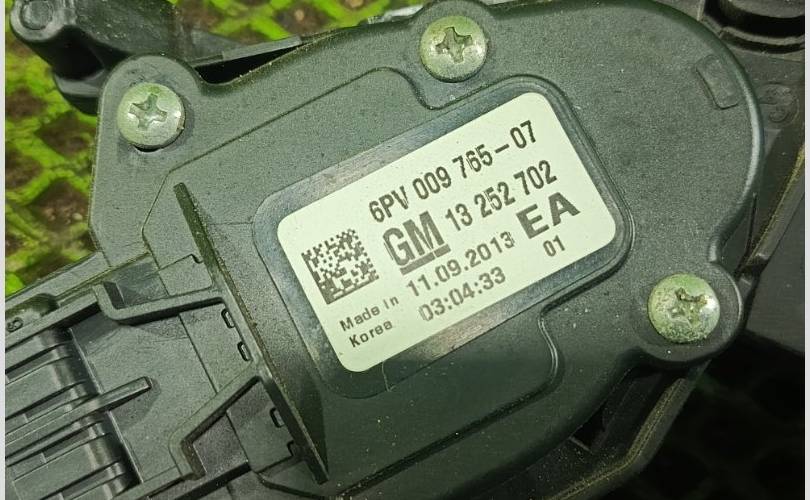 6PV 009 765-07
GM 13 252 702
11.09.2013 EA
Made in 03:04:33 01
Korea